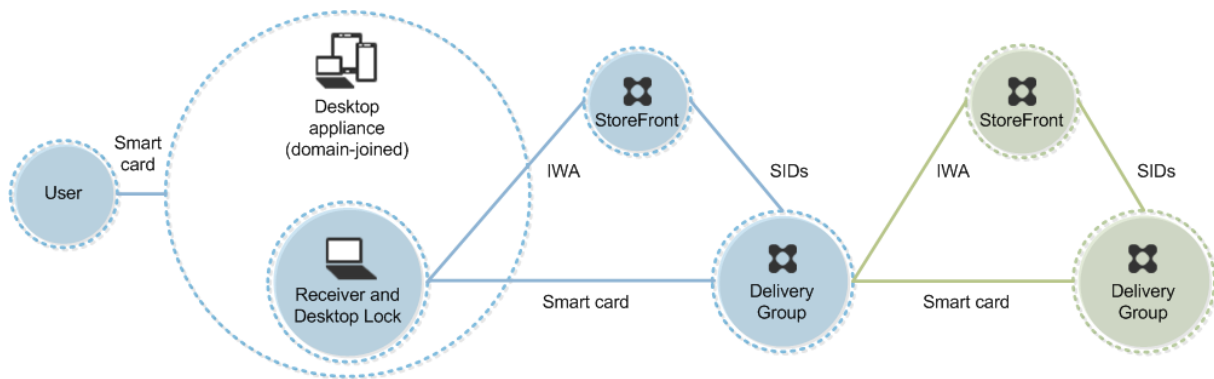 User
Smart
card
Desktop
appliance
(domain-joined)
Receiver and
Desktop Lock
IWA
StoreFront
SIDs
Smart card
Delivery
Group
IWA
StoreFront
SIDs
Smart card
Delivery
Group